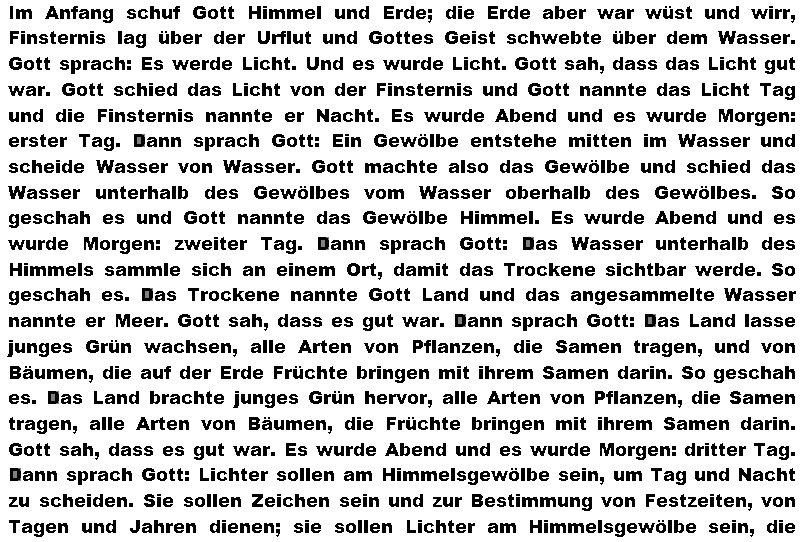 Im Anfang schuf Gott Himmel und Erde; die Erde aber war wüst und wirr,
Finsternis lag über der Urflut und Gottes Geist schwebte über dem Wasser.
Gott sprach: Es werde Licht. Und es wurde Licht. Gott sah, dass das Licht gut
war. Gott schied das Licht von der Finsternis und Gott nannte das Licht Tag
und die Finsternis nannte er Nacht. Es wurde Abend und es wurde Morgen:
erster Tag. Dann sprach Gott: Ein Gewölbe entstehe mitten im Wasser und
scheide Wasser von Wasser. Gott machte also das Gewölbe und schied das
Wasser unterhalb des Gewölbes vom Wasser oberhalb des Gewölbes. So
geschah es und Gott nannte das Gewölbe Himmel. Es wurde Abend und es
wurde Morgen: zweiter Tag. Dann sprach Gott: Das Wasser unterhalb des
Himmels sammle sich an einem Ort, damit das Trockene sichtbar werde. So
geschah es. Das Trockene nannte Gott Land und das angesammelte Wasser
nannte er Meer. Gott sah, dass es gut war. Dann sprach Gott: Das Land lasse
junges Grün wachsen, alle Arten von Pflanzen, die Samen tragen, und von
Bäumen, die auf der Erde Früchte bringen mit ihrem Samen darin. So geschah
es. Das Land brachte junges Grün hervor, alle Arten von Pflanzen, die Samen
tragen, alle Arten von Bäumen, die Früchte bringen mit ihrem Samen darin.
Gott sah, dass es gut war. Es wurde Abend und es wurde Morgen: dritter Tag.
Dann sprach Gott: Lichter sollen am Himmelsgewölbe sein, um Tag und Nacht
zu scheiden. Sie sollen Zeichen sein und zur Bestimmung von Festzeiten, von
Tagen und Jahren dienen; sie sollen Lichter am Himmelsgewölbe sein, die